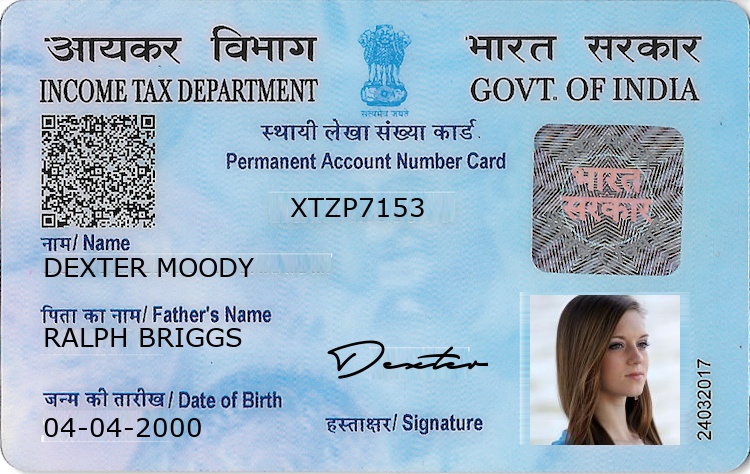 आयकर विभाग
INCOME TAX DEPARTMENT
सत्यमेव जयते
भारत सरकार
GOVT. OF INDIA
स्थायी लेखा संख्या कार्ड
Permanent Account Number Card
XTZP7153
भारत
सरकार
नाम/ Name
DEXTER MOODY
पिता का नाम/ Father's Name
RALPH BRIGGS
Dexter
जन्म की तारीख/ Date of Birth
04-04-2000
हस्ताक्षर/ Signature
24032017